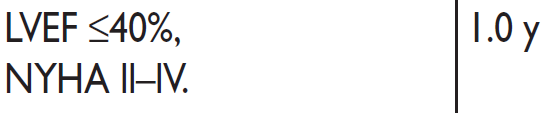 LVEF ≤40%,
NYHA II–IV.
1.0 y